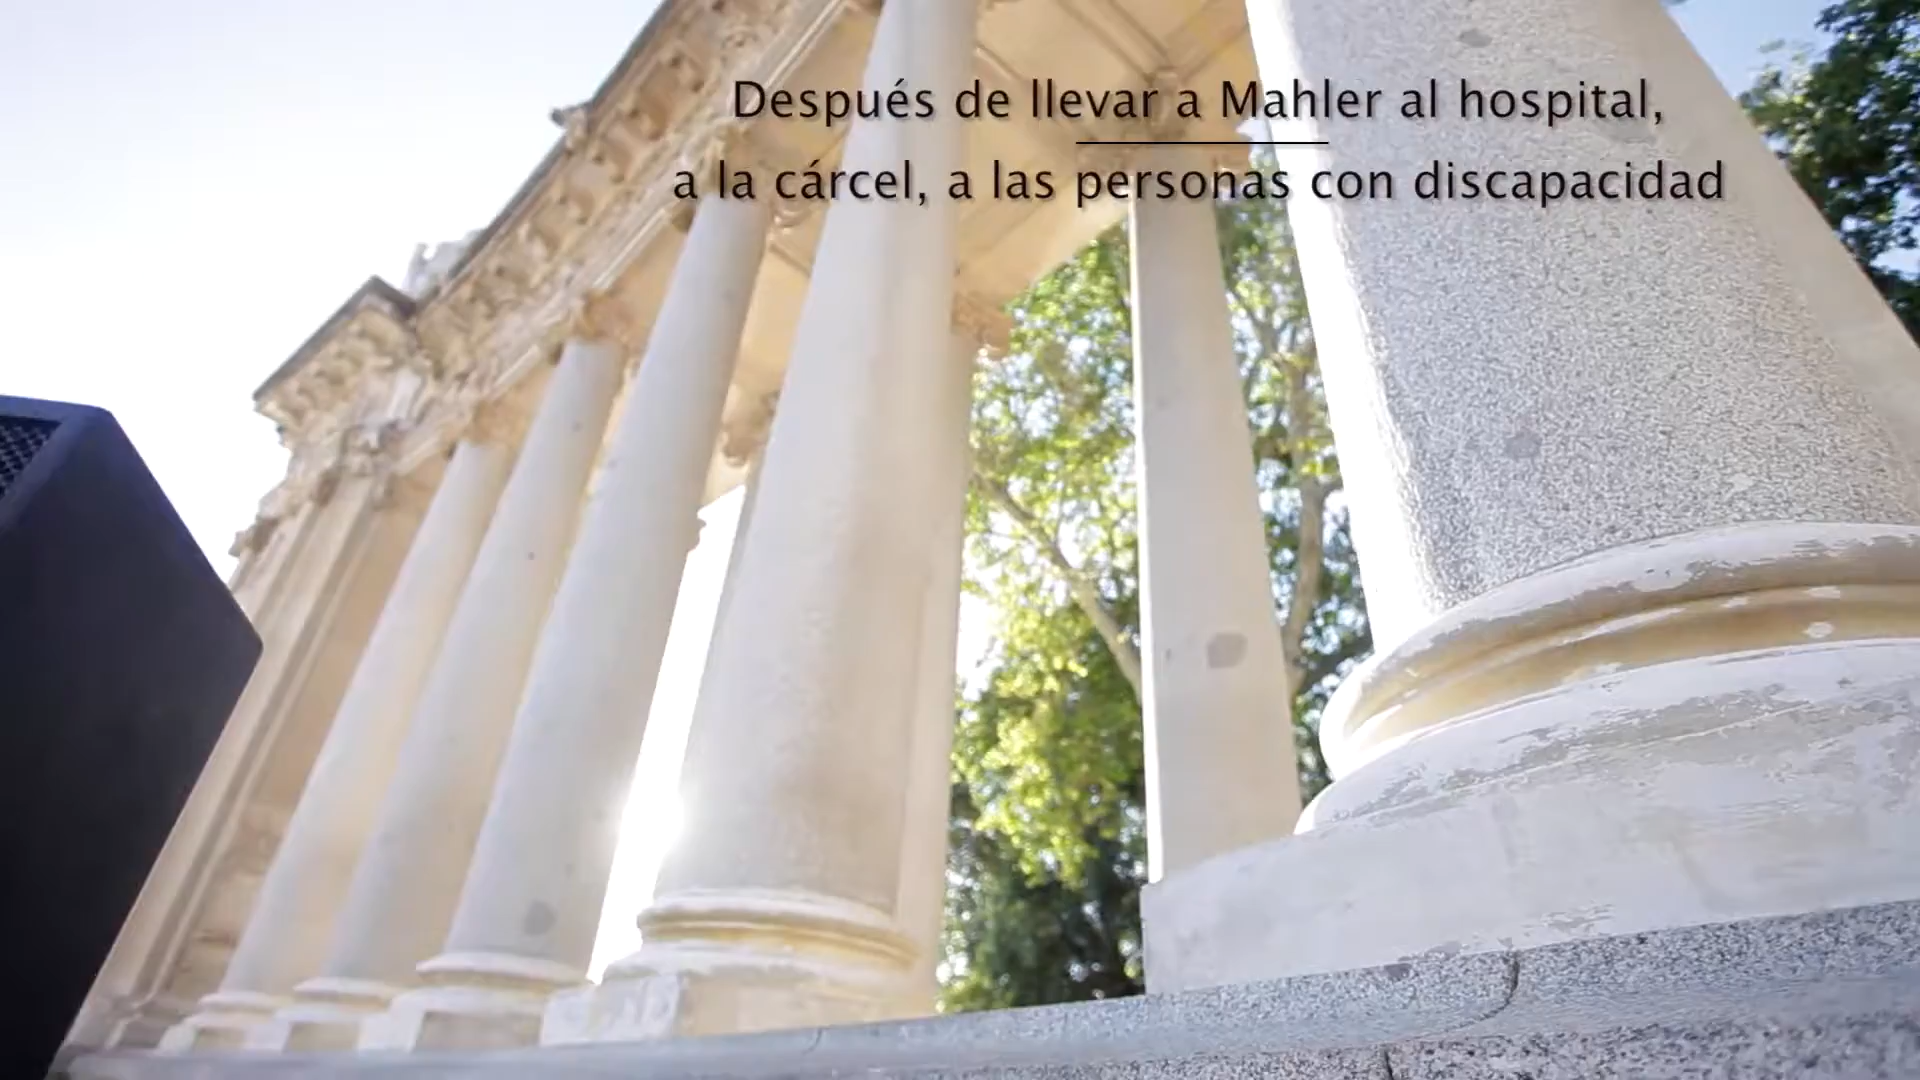 Después de llevar a Mahler al hospital,
a la cárcel, a las personas con discapacidad